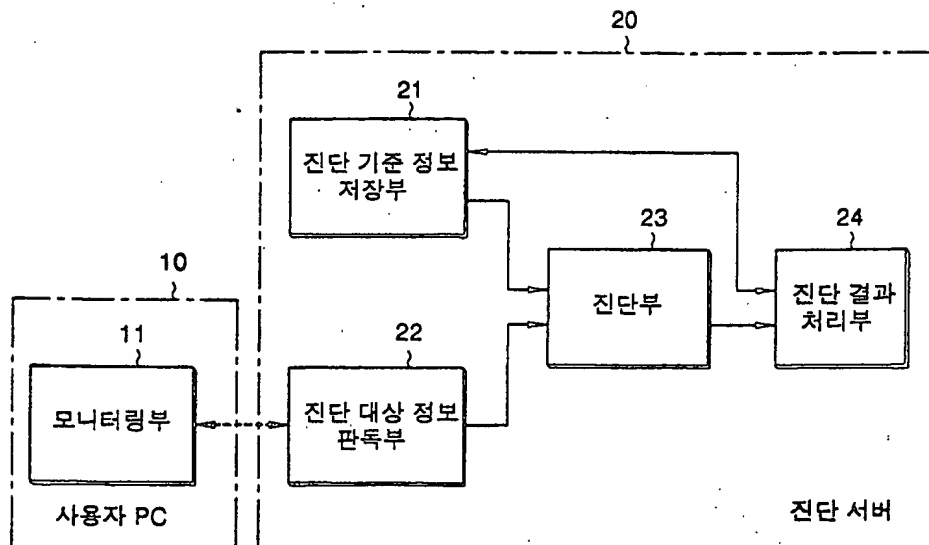 20
21
진단 기준 정보
저장부
23
24
진단부
진단 결과
처리부
10
11
모니터링부
22
진단 대상 정보
판독부
사용자 PC
진단 서버